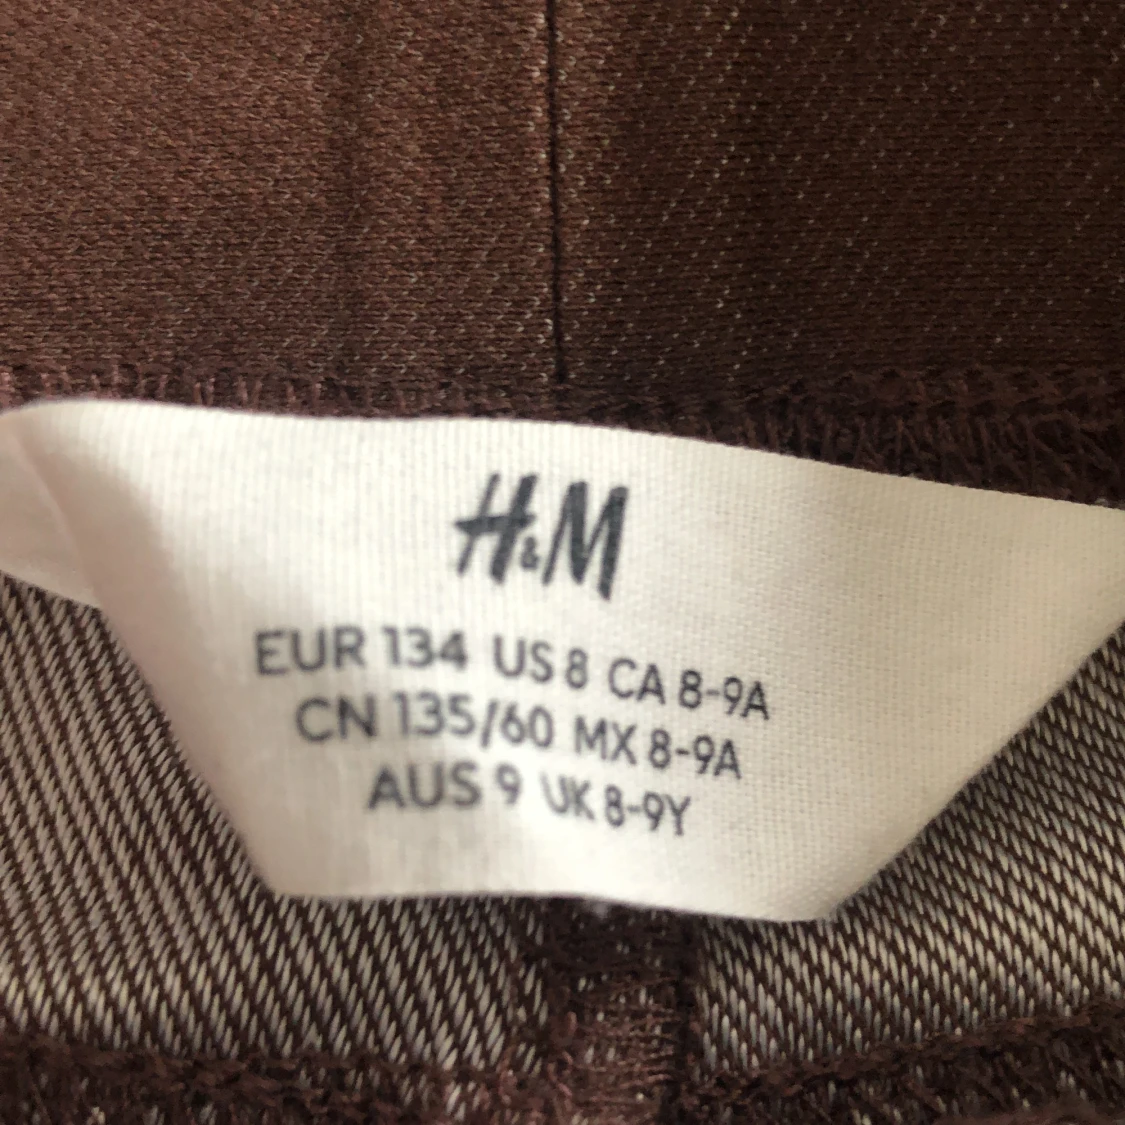 H&M
EUR 134 US 8 CA 8-9A
CN 135/60 MX 8-9A
AUS 9 UK 8-9Y